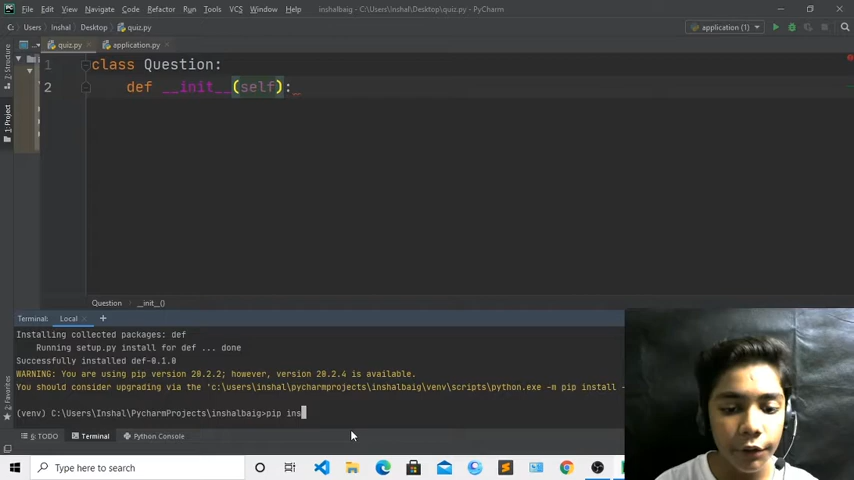 File Edit View Navigate Code Refactor Run Tools VCS Window Help inshalbaig - C:\Users\Inshal\Desktop\quiz.py - PyCharm
C: Users Inshal Desktop quiz.py application (1)
quiz.py application.py
1 class Question:
2 def __init__(self):
Question __init__()
Terminal: Local +
Installing collected packages: def
Running setup.py install for def ... done
Successfully installed def-0.1.0
WARNING: You are using pip version 20.2.2; however, version 20.2.4 is available.
You should consider upgrading via the 'c:\users\inshal\pycharmprojects\inshalbaig\venv\scripts\python.exe -m pip install -
(venv) C:\Users\Inshal\PycharmProjects\inshalbaig>pip ins
6: TODO Terminal Python Console
Type here to search
Z: Structure
1: Project
2: Favorites